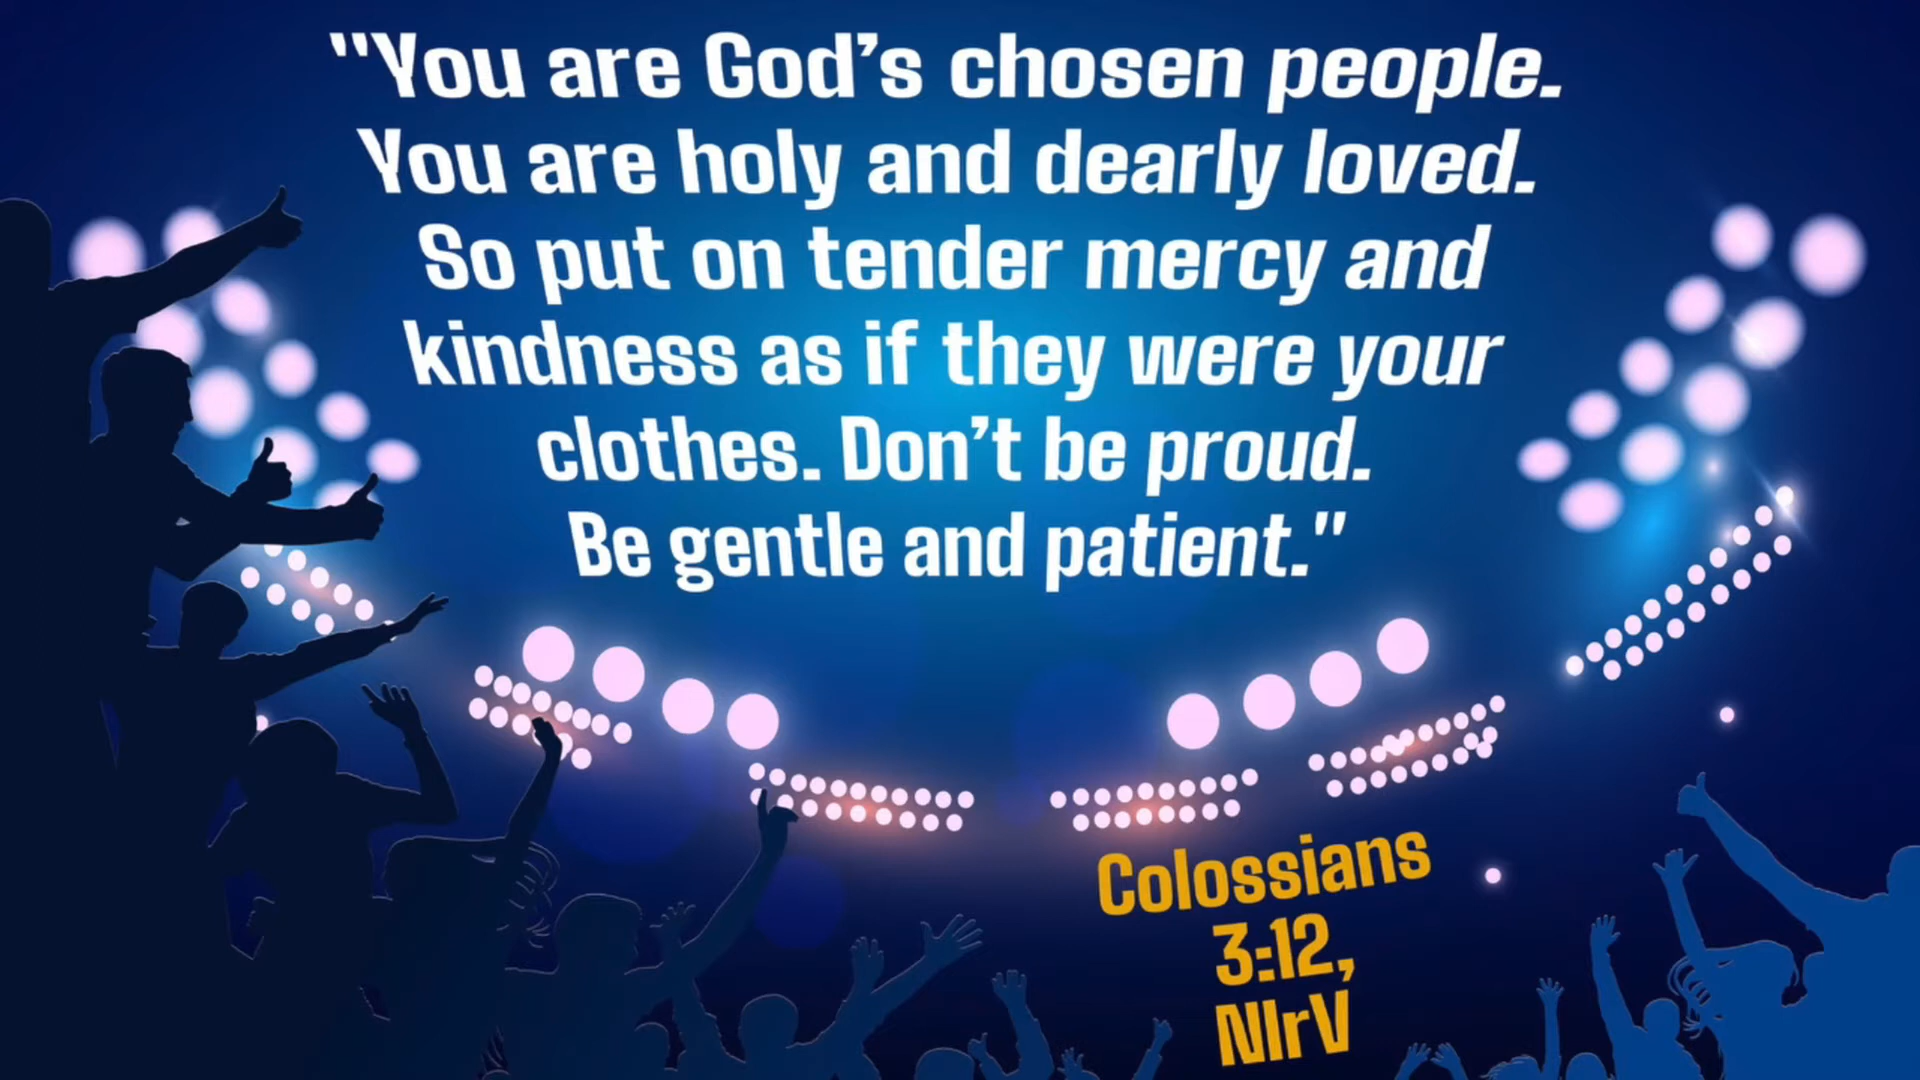 "You are God’s chosen people.
You are holy and dearly loved.
So put on tender mercy and
kindness as if they were your
clothes. Don’t be proud.
Be gentle and patient."
Colossians
3:12,
NIrV